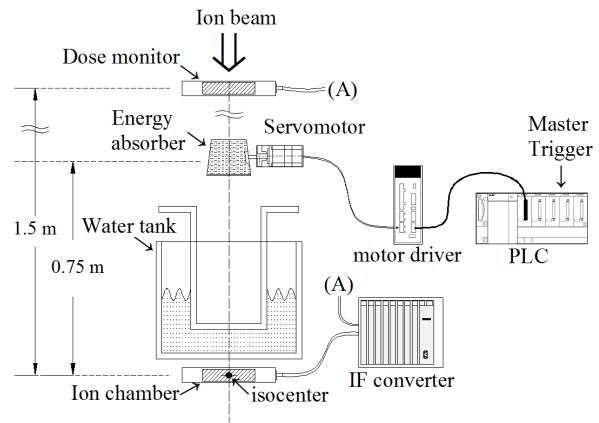 Ion beam
Dose monitor
(A)
Energy
absorber
Servomotor
Master
Trigger
1.5 m
0.75 m
Water tank
motor driver
PLC
(A)
Ion chamber
isocenter
IF converter